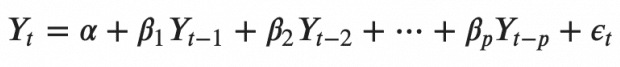 Yₜ = α + β₁Yₜ₋₁ + β₂Yₜ₋₂ + ⋯ + βₚYₜ₋ₚ + ϵₜ